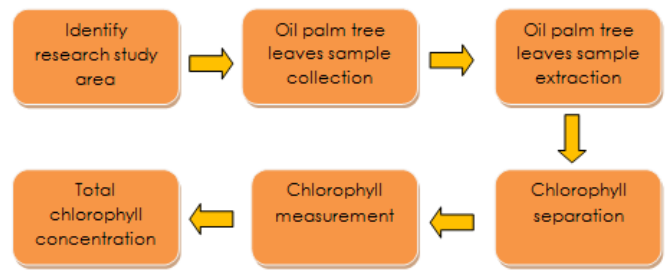 Identify
research study
area
Oil palm tree
leaves sample
collection
Oil palm tree
leaves sample
extraction
Chlorophyll
separation
Chlorophyll
measurement
Total
chlorophyll
concentration